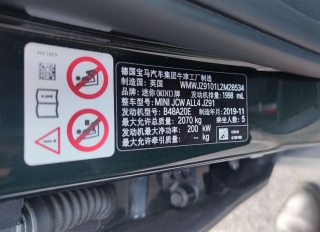 德国宝马汽车集团牛津工厂制造
制造国：英国 WMWJZ9101L2M28534
品牌：迷你(MINI)牌 发动机排量：1998 mL
整车型号：MINI JCW ALL4 JZ91
发动机型号：B48A20E 制造年月：2019-11
最大允许总质量：2070 kg 乘坐人数：5
发动机最大净功率：200 kW
最大允许牵引质量：--- kg